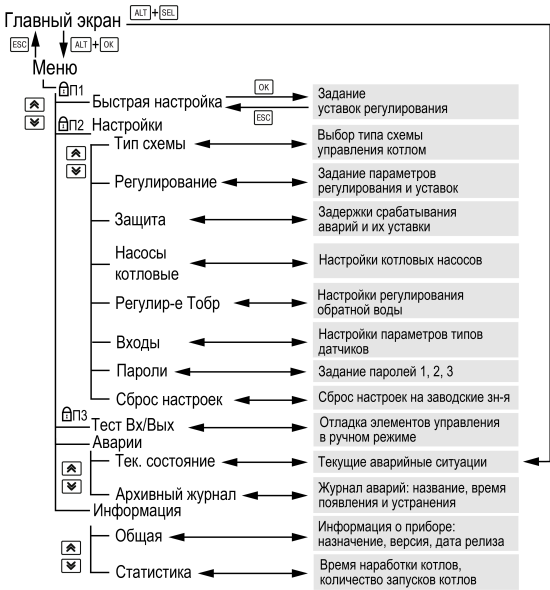 Главный экран ALT + SEL
ESC ALT + OK
Меню
П1
Быстрая настройка OK ESC Задание
уставок регулирования
П2 Настройки
Тип схемы Выбор типа схемы
управления котлом
Регулирование Задание параметров
регулирования и уставок
Защита Задержки срабатывания
аварий и их уставки
Насосы
котловые Настройки котловых насосов
Регулир-е Тобр Настройки регулирования
обратной воды
Входы Настройки параметров типов
датчиков
Пароли Задание паролей 1, 2, 3
Сброс настроек Сброс настроек на заводские зн-я
П3
Тест Вх/Вых Отладка элементов управления
в ручном режиме
Аварии
Тек. состояние Текущие аварийные ситуации
Архивный журнал Журнал аварий: название, время
появления и устранения
Информация
Общая Информация о приборе:
назначение, версия, дата релиза
Статистика Время наработки котлов,
количество запусков котлов